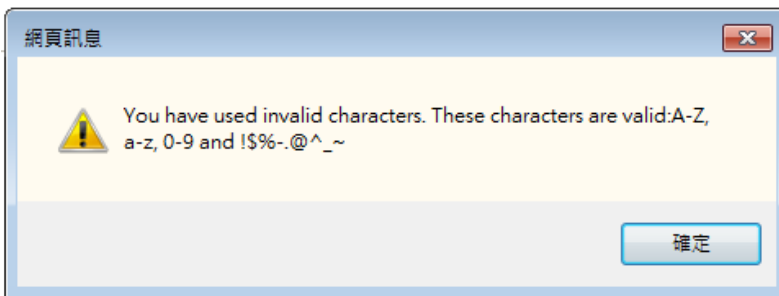 網頁訊息
You have used invalid characters. These characters are valid:A-Z,
a-z, 0-9 and !$%-.@^_~
確定